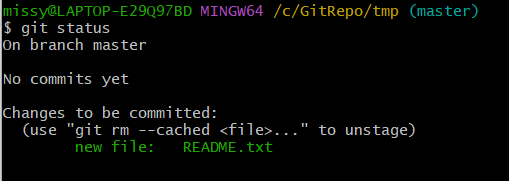 missy@LAPTOP-E29Q97BD MINGW64 /c/GitRepo/tmp (master)
$ git status
On branch master
No commits yet
Changes to be committed:
(use "git rm --cached <file>..." to unstage)
new file: README.txt